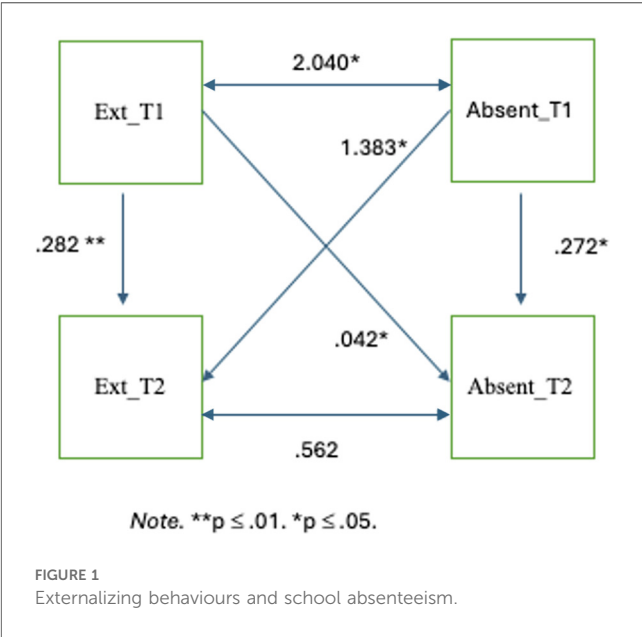 2.040*
Ext_T1
Absent_T1
1.383*
.282 **
.272*
.042*
Ext_T2
Absent_T2
.562
Note. **p ≤ .01. *p ≤ .05.
FIGURE 1
Externalizing behaviours and school absenteeism.